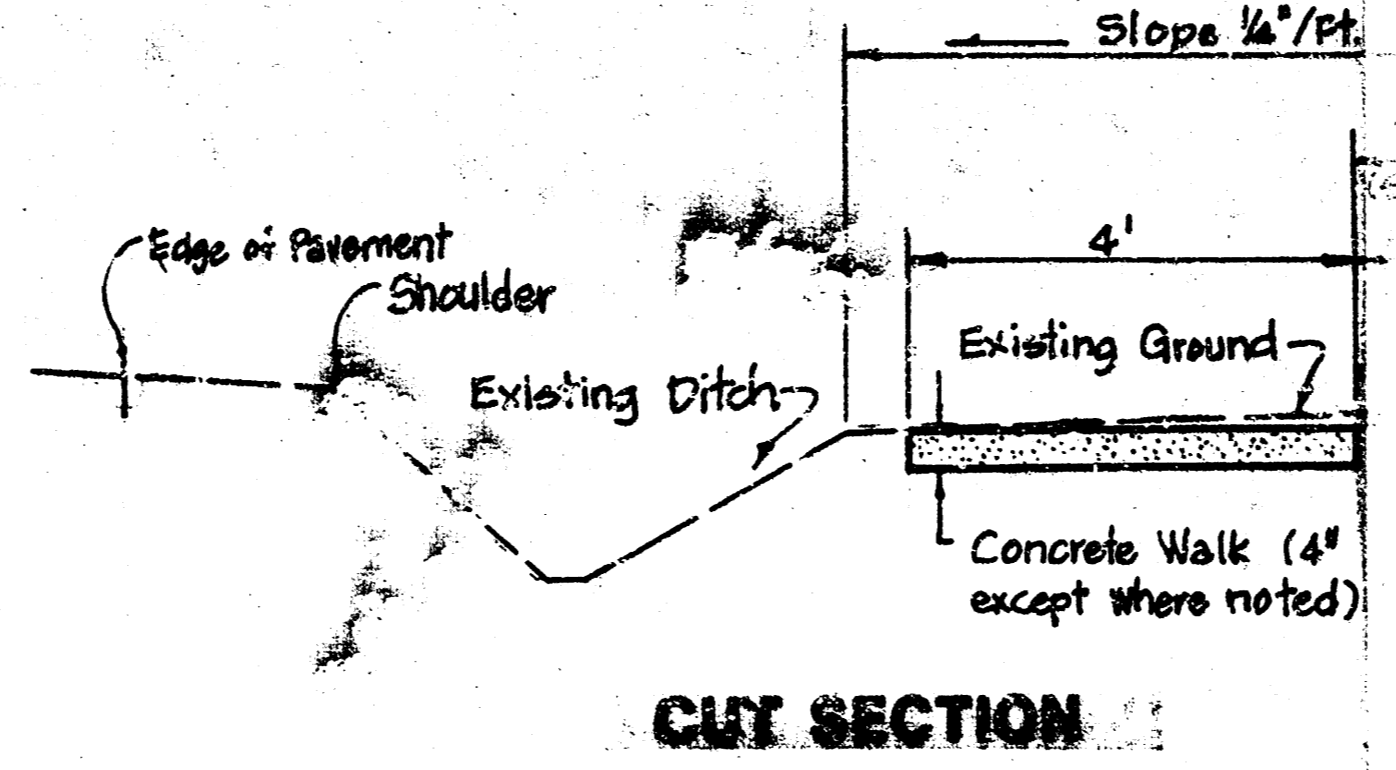 Slope ¼"/Ft.
4'
Edge of Pavement
Shoulder
Existing Ground
Existing Ditch
Concrete Walk (4"
except where noted)
CUT SECTION